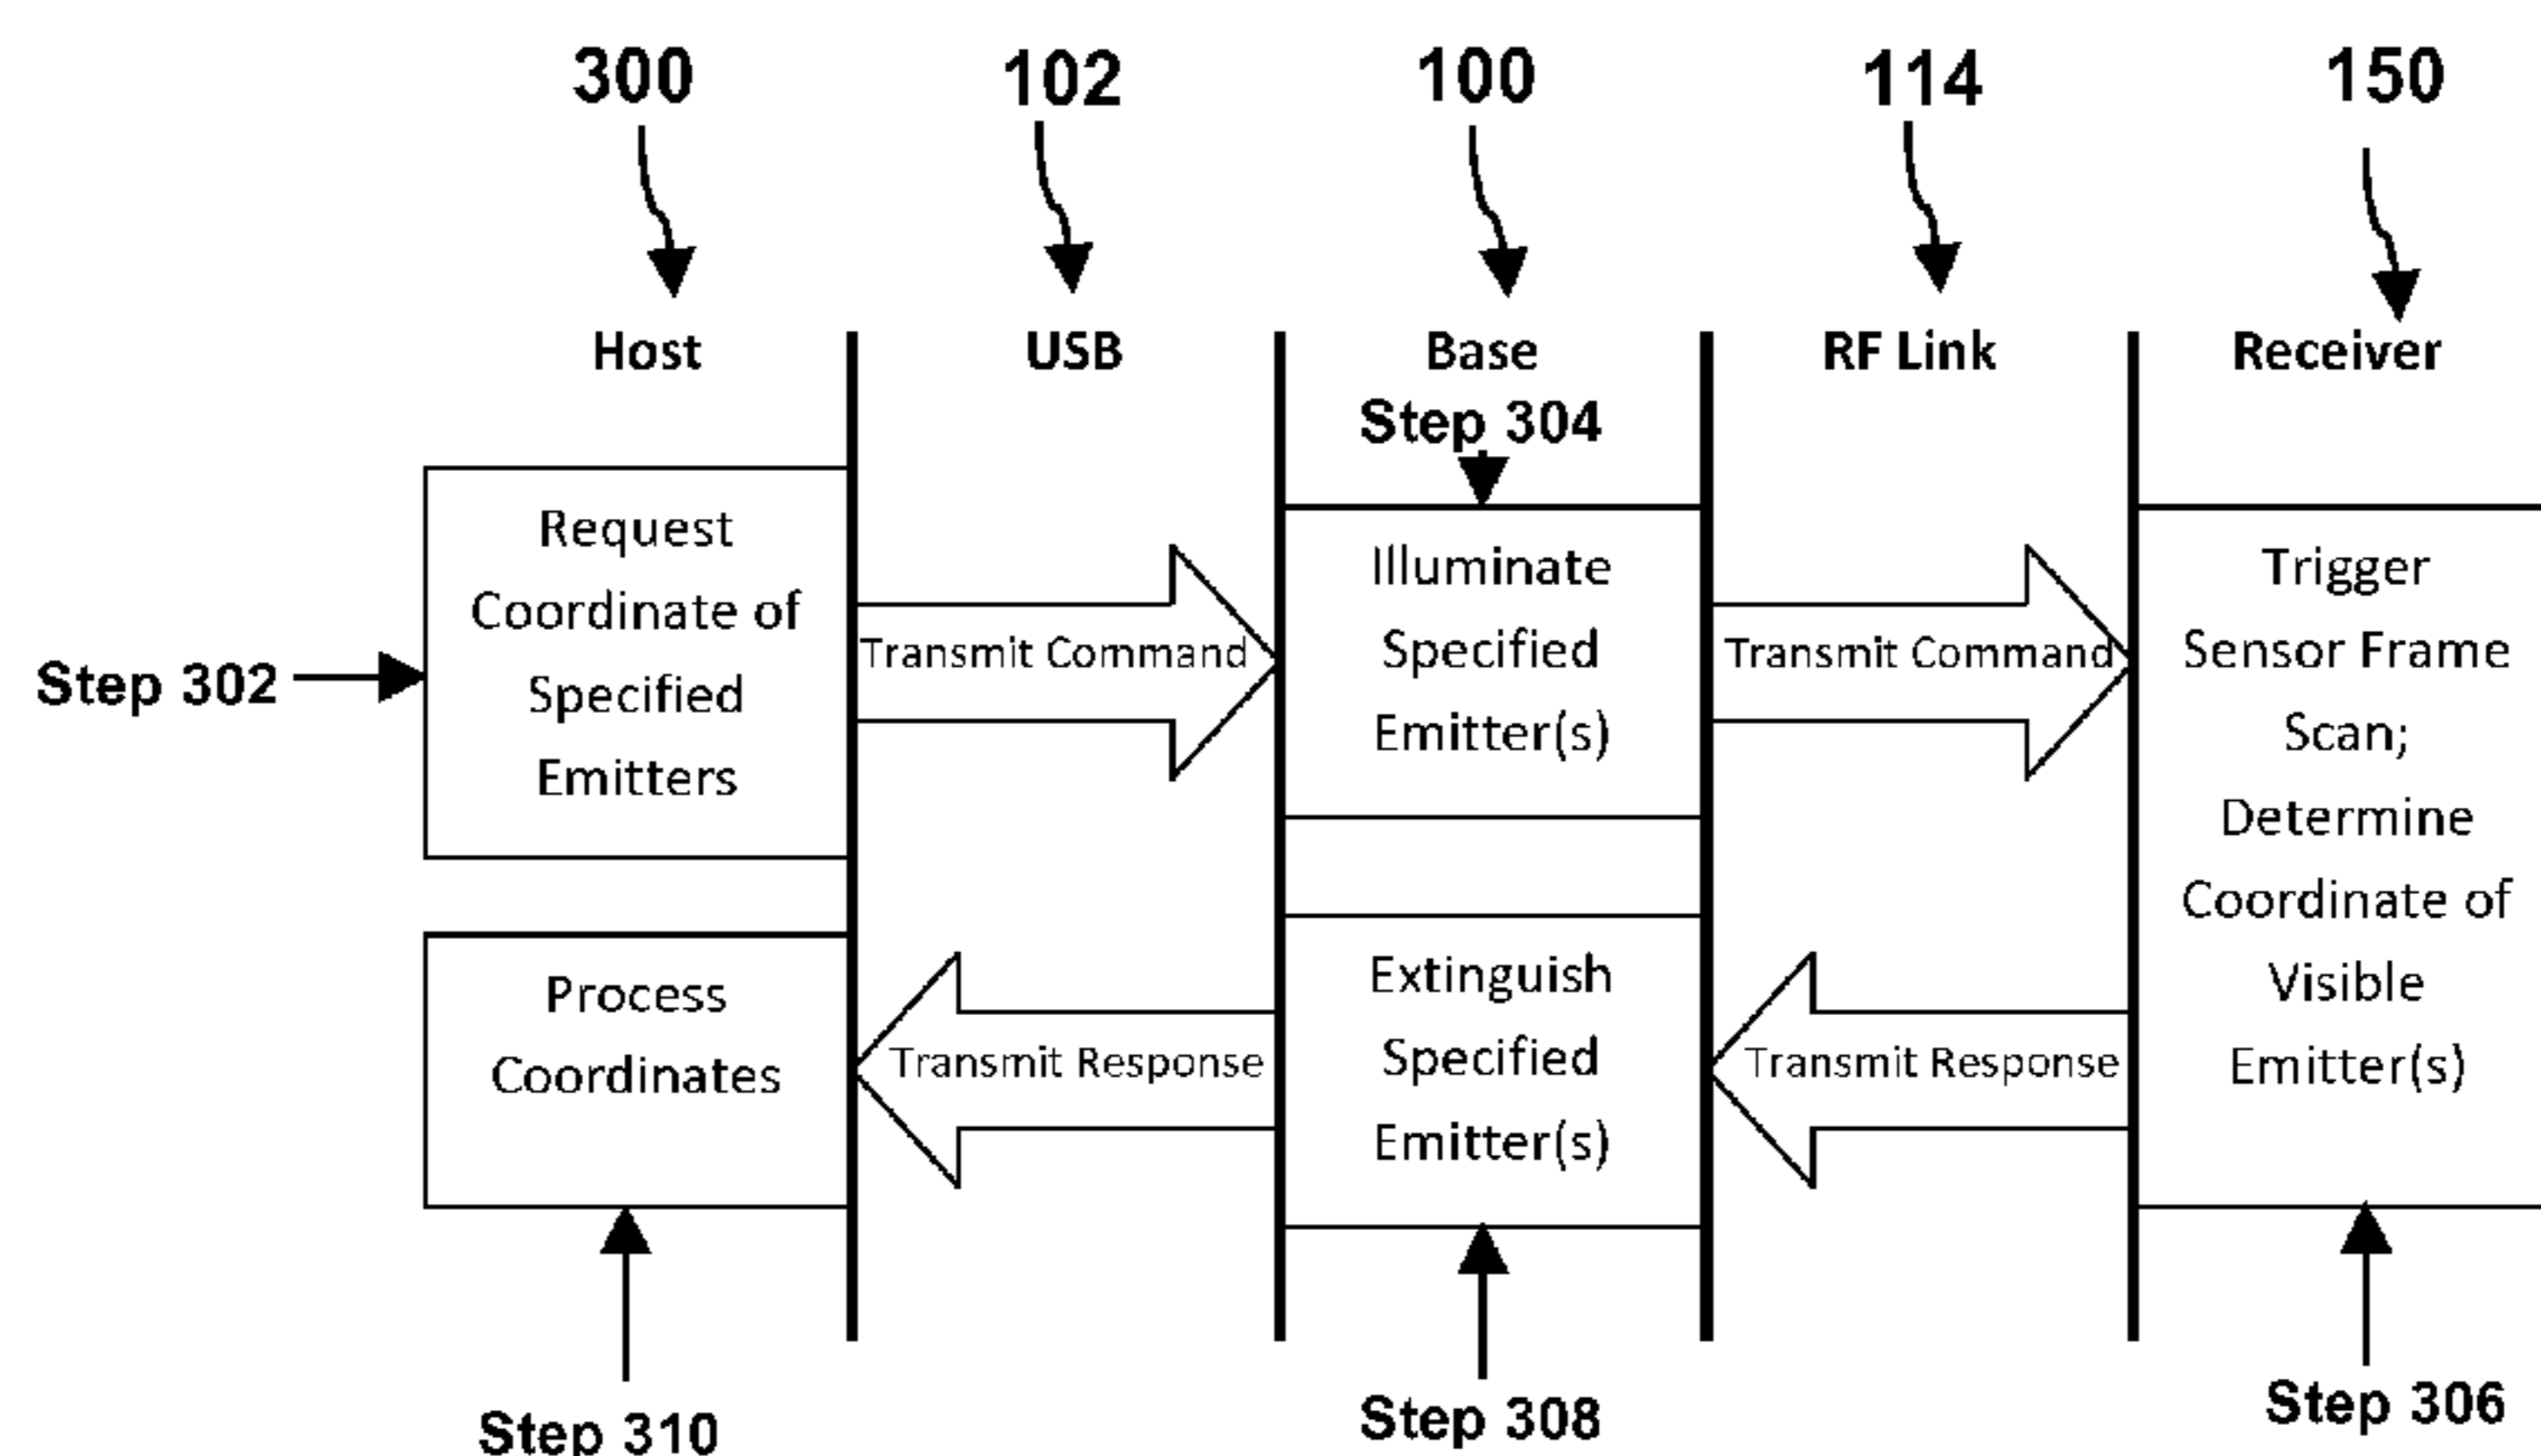 300 102 100 114 150
Host USB Base RF Link Receiver
Step 304
Request
Coordinate of
Specified
Emitters
Step 302
Transmit Command
Illuminate
Specified
Emitter(s)
Transmit Command
Trigger
Sensor Frame
Scan;
Determine
Coordinate of
Visible
Emitter(s)
Process
Coordinates
Transmit Response
Extinguish
Specified
Emitter(s)
Transmit Response
Step 310
Step 308
Step 306